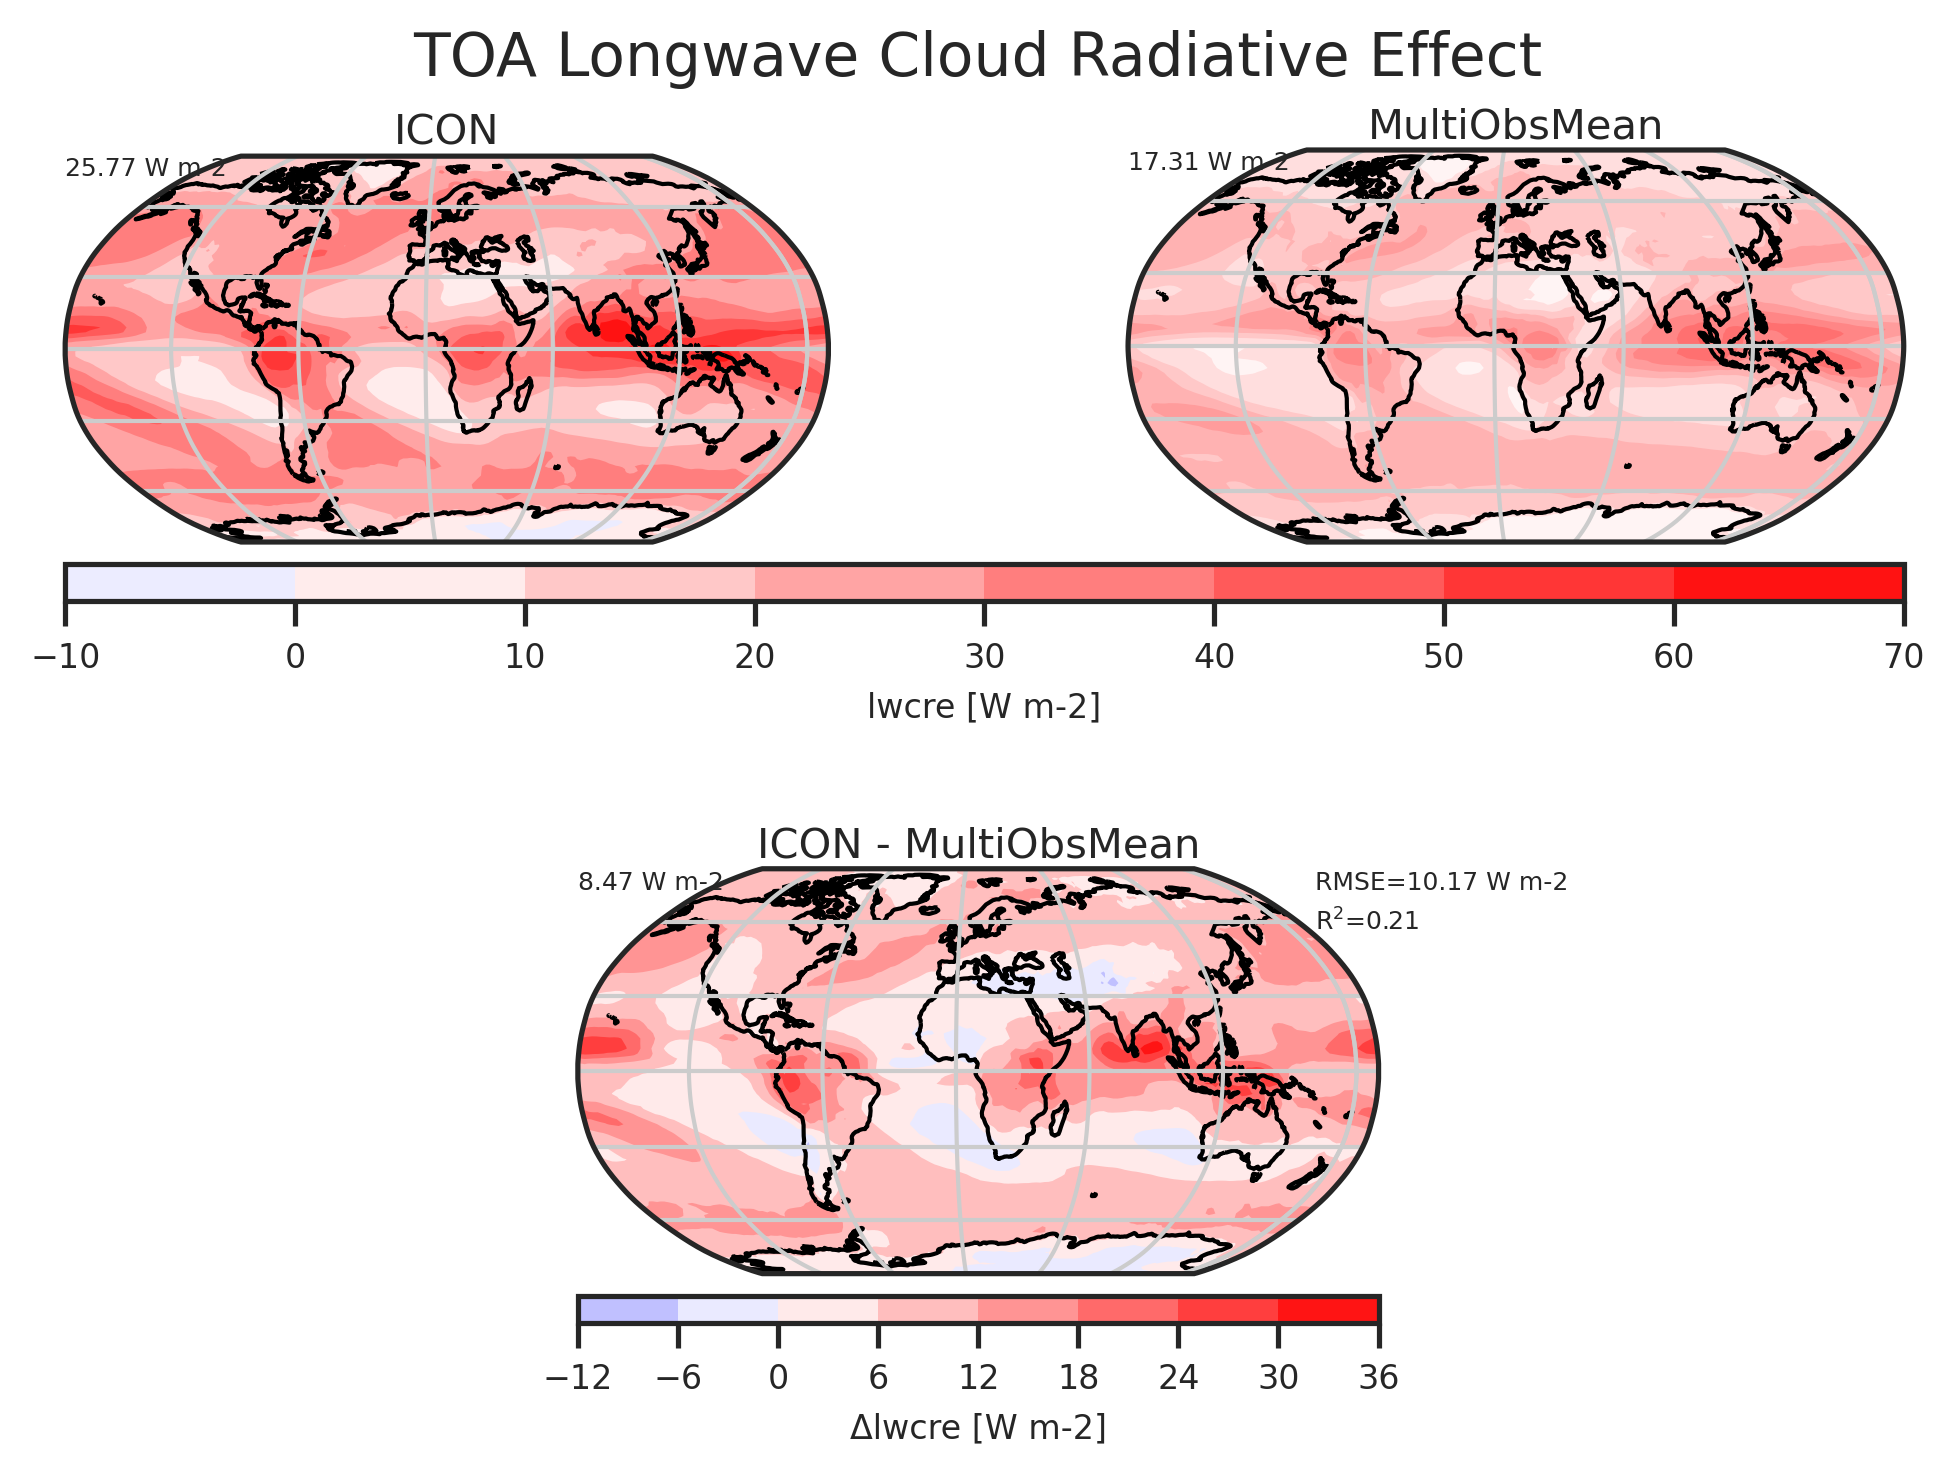 TOA Longwave Cloud Radiative Effect
ICON
MultiObsMean
25.77 W m-2
17.31 W m-2
−10 0 10 20 30 40 50 60 70
lwcre [W m-2]
ICON - MultiObsMean
8.47 W m-2
RMSE=10.17 W m-2
R²=0.21
−12 −6 0 6 12 18 24 30 36
Δlwcre [W m-2]